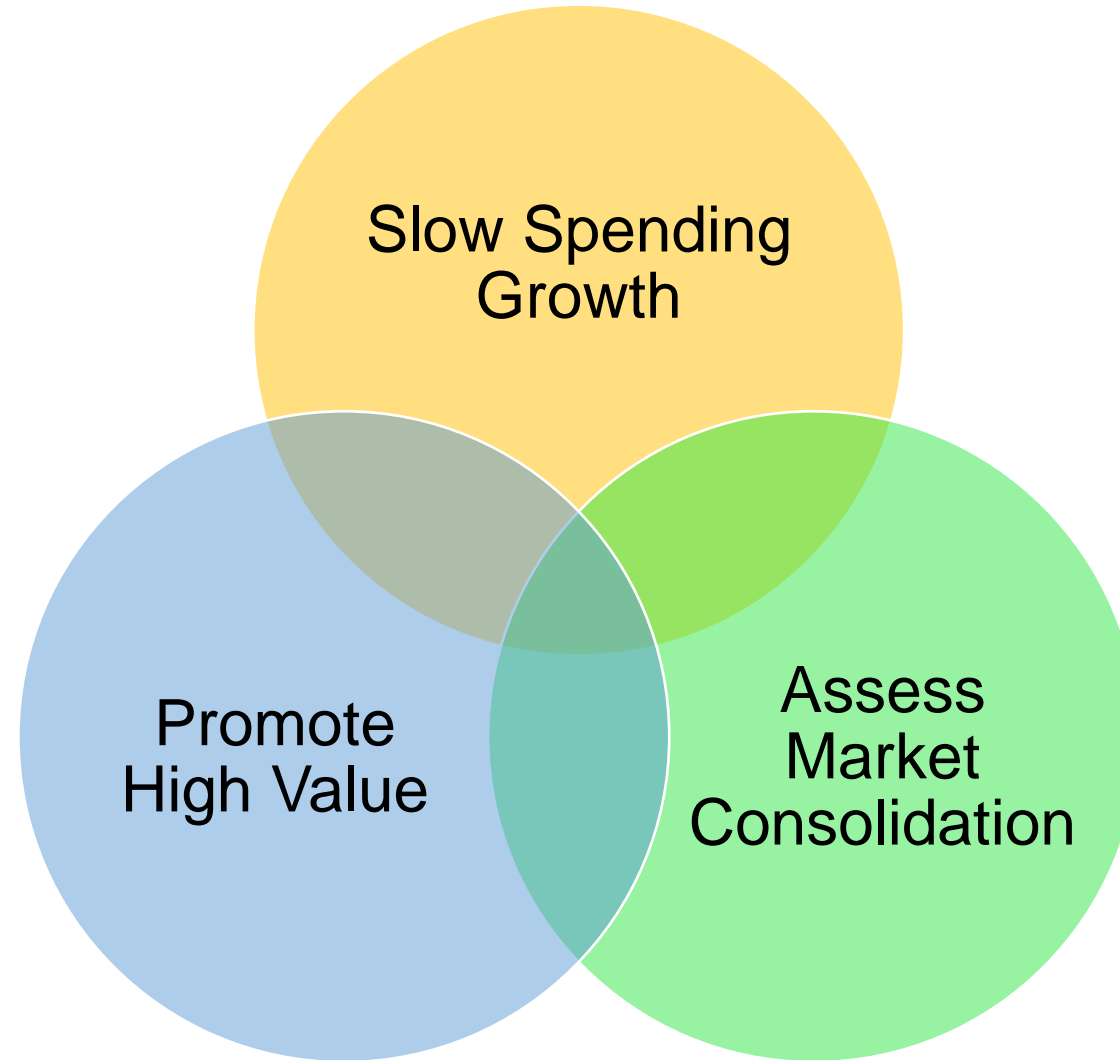 Slow Spending
Growth
Promote
High Value
Assess
Market
Consolidation